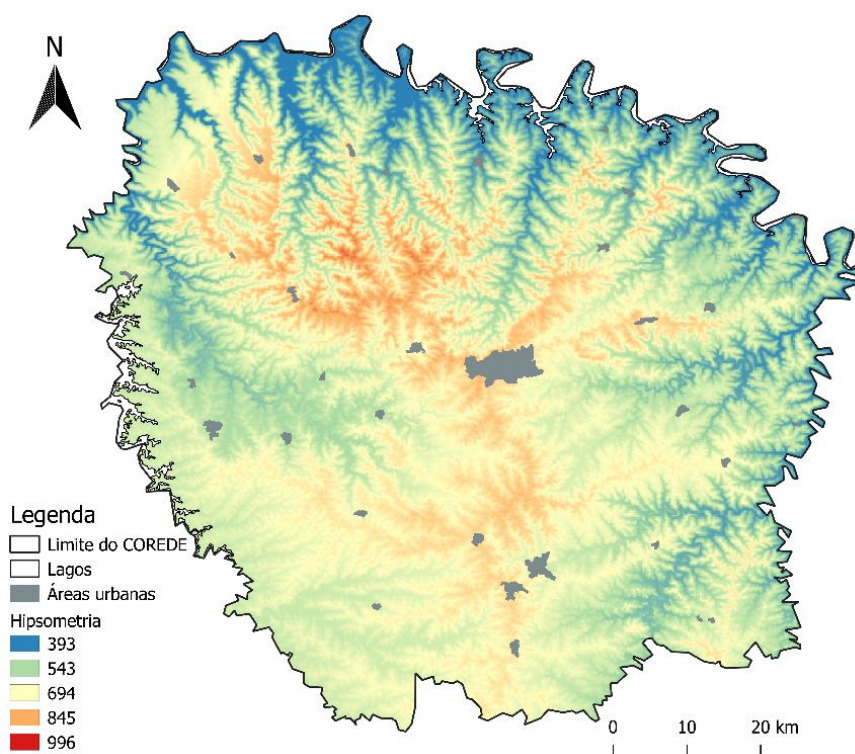 N
Legenda
Limite do COREDE
Lagos
Áreas urbanas
Hipsometria
393
543
694
845
996
0 10 20 km